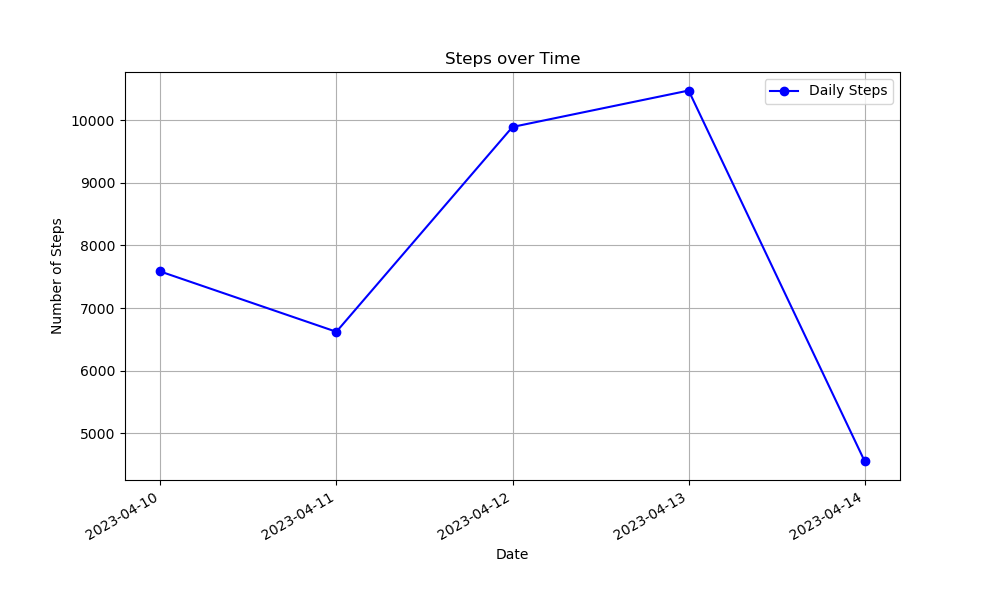 Steps over Time
Daily Steps
Number of Steps
10000
9000
8000
7000
6000
5000
2023-04-10
2023-04-11
2023-04-12
2023-04-13
2023-04-14
Date